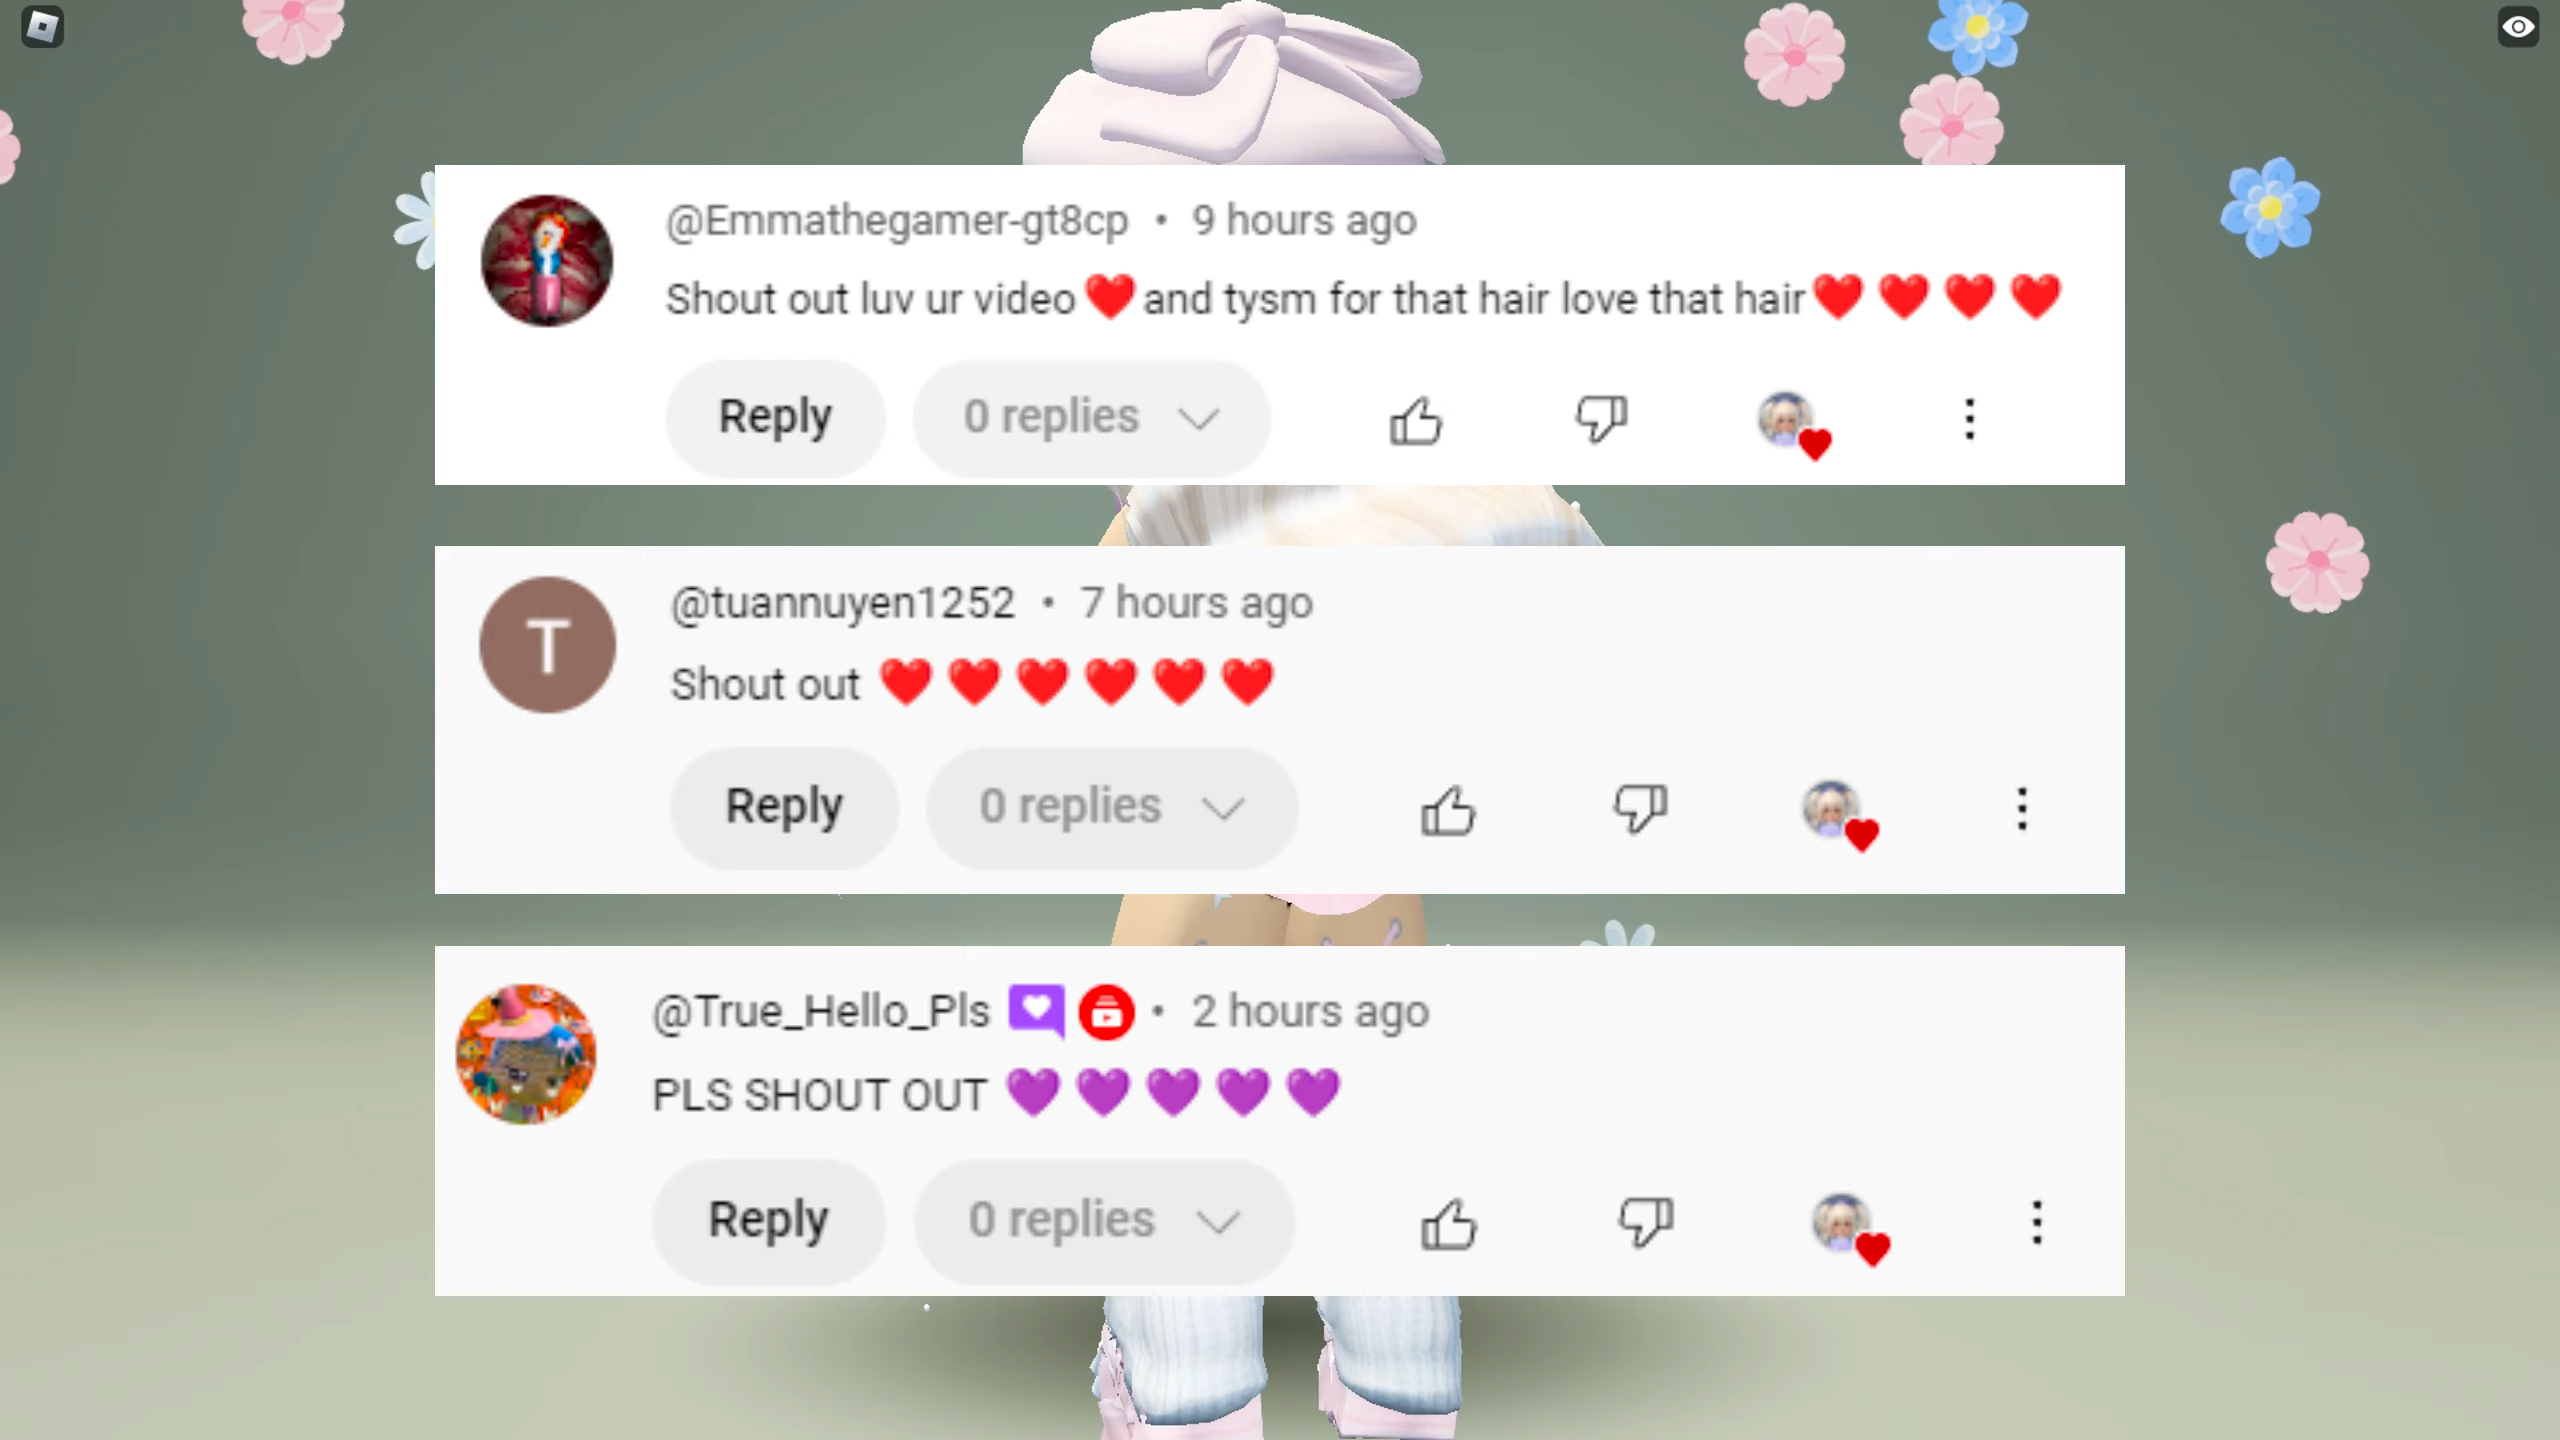 @Emmathegamer-gt8cp • 9 hours ago
Shout out luv ur video ❤️ and tysm for that hair love that hair ❤️ ❤️ ❤️ ❤️
Reply 0 replies
T
@tuannuyen1252 • 7 hours ago
Shout out ❤️ ❤️ ❤️ ❤️ ❤️ ❤️
Reply 0 replies
@True_Hello_Pls • 2 hours ago
PLS SHOUT OUT 💜 💜 💜 💜 💜
Reply 0 replies